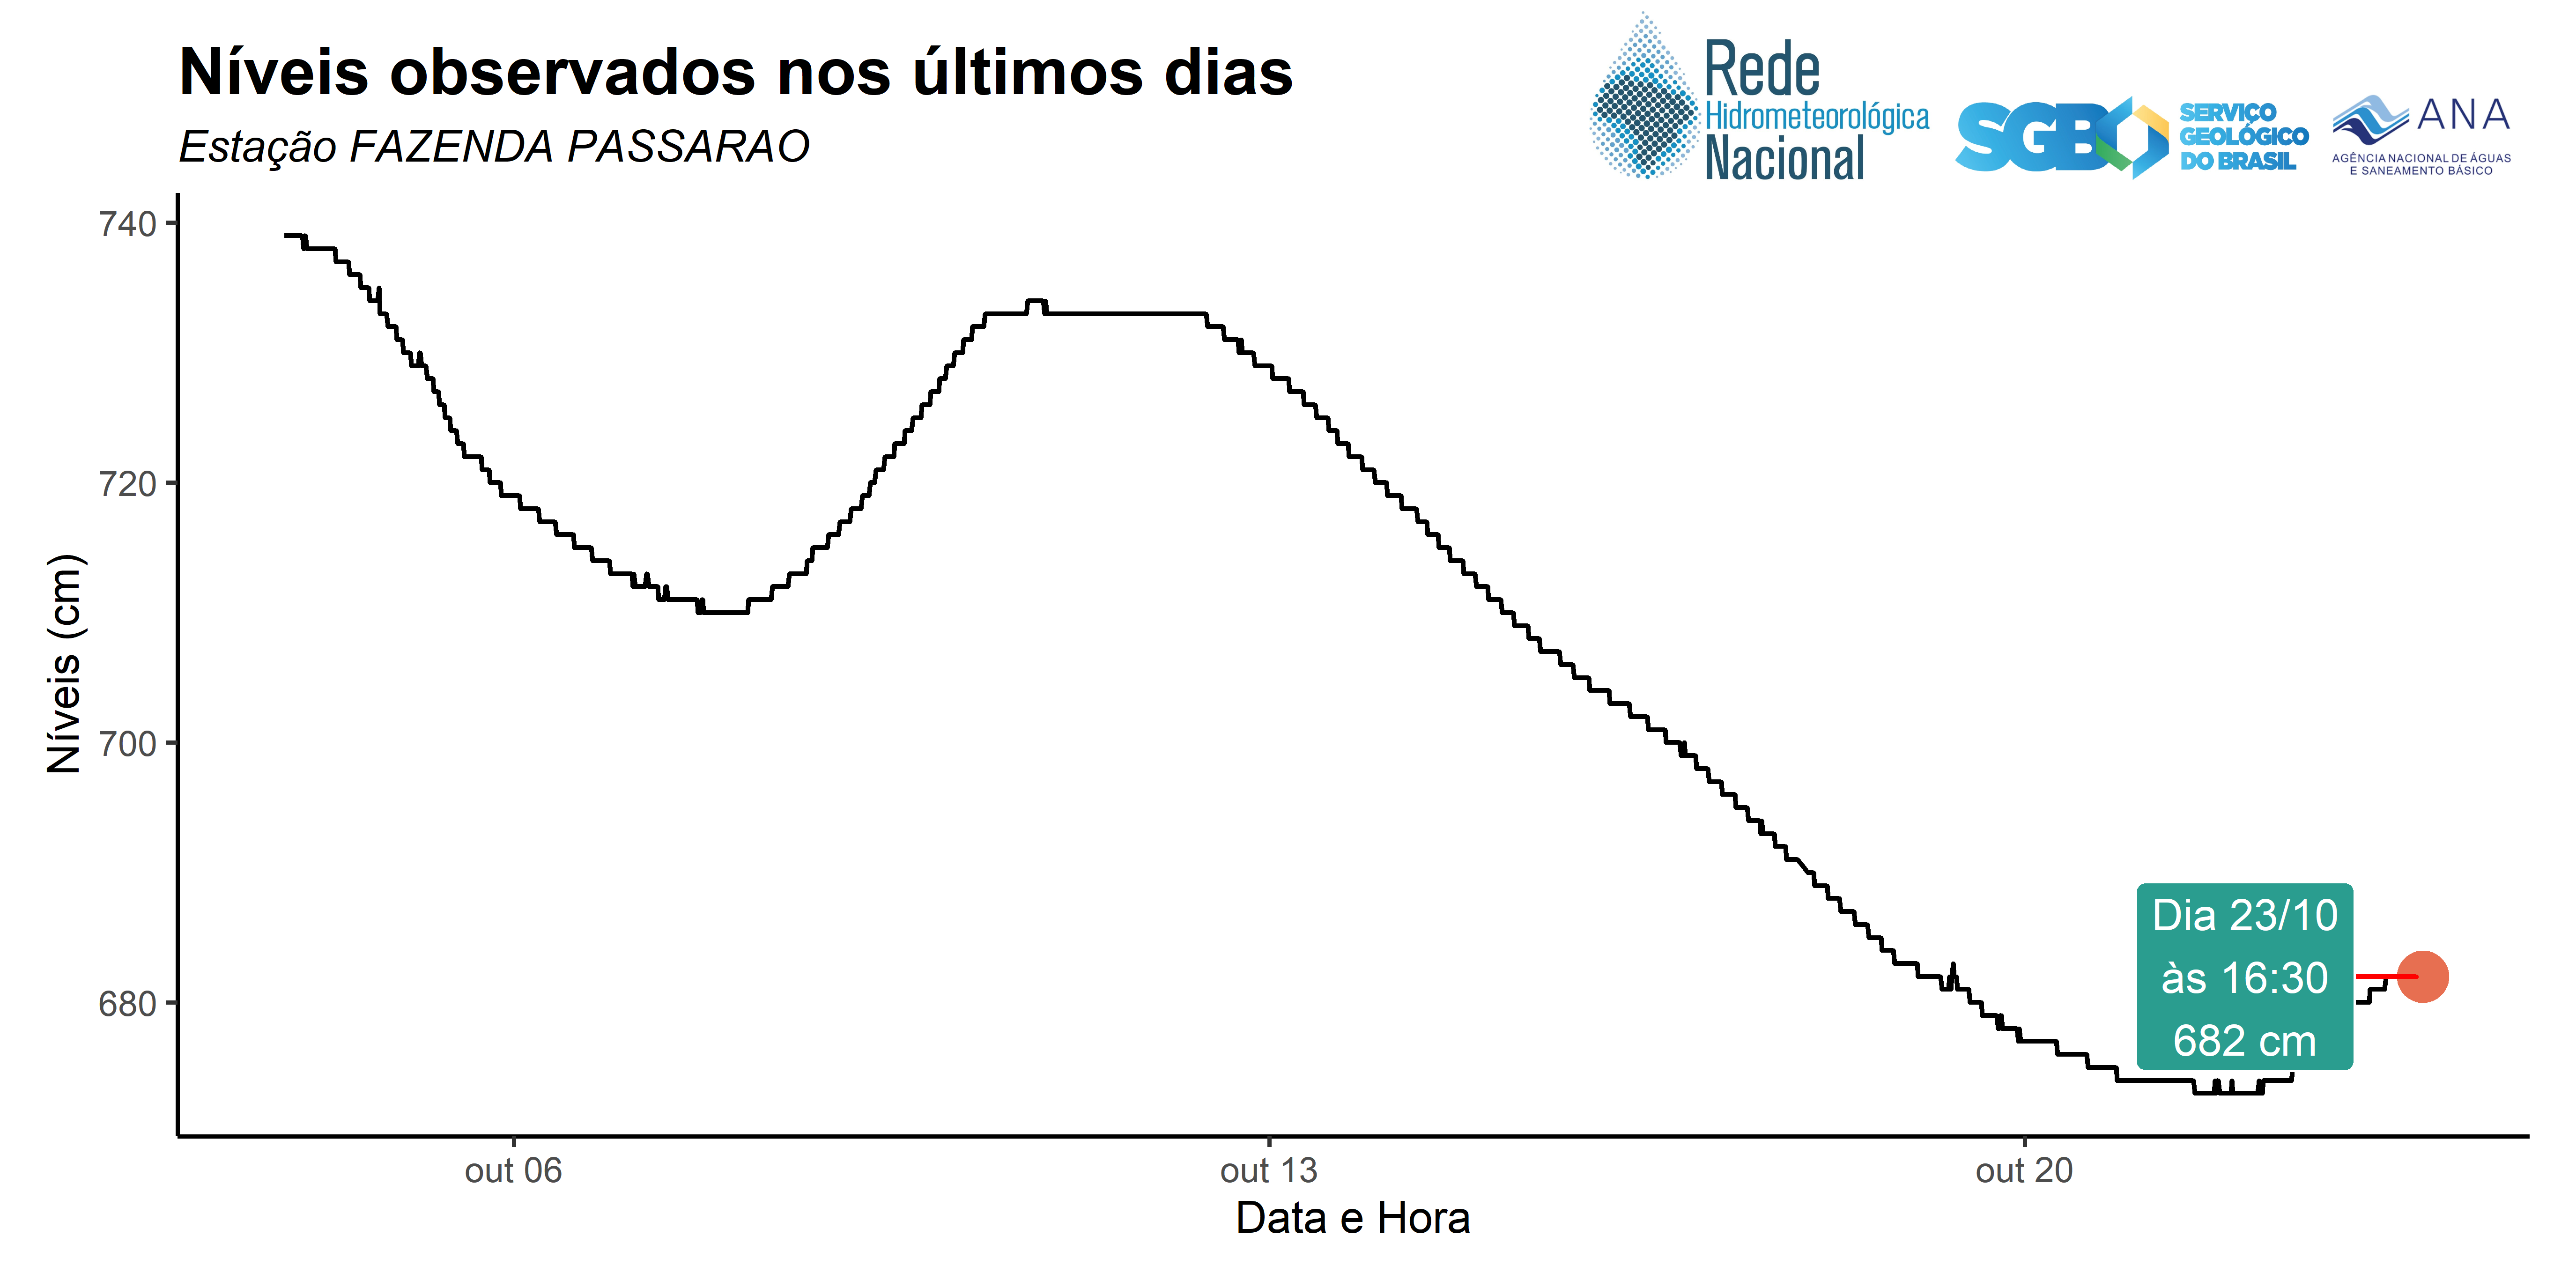 Níveis observados nos últimos dias
Estação FAZENDA PASSARAO
Rede
Hidrometeorológica
Nacional
SGB
SERVIÇO
GEOLÓGICO
DO BRASIL
ANA
AGÊNCIA NACIONAL DE ÁGUAS
E SANEAMENTO BÁSICO
Níveis (cm)
740
720
700
680
Dia 23/10
às 16:30
682 cm
out 06
out 13
out 20
Data e Hora